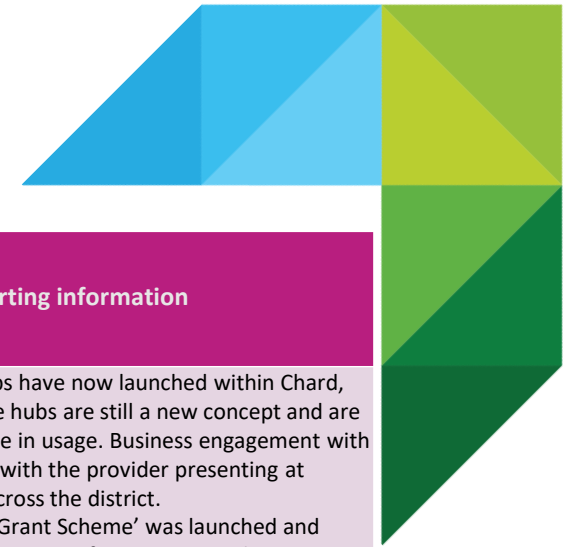 rting information
s have now launched within Chard,
e hubs are still a new concept and are
e in usage. Business engagement with
with the provider presenting at
cross the district.
Grant Scheme’ was launched and